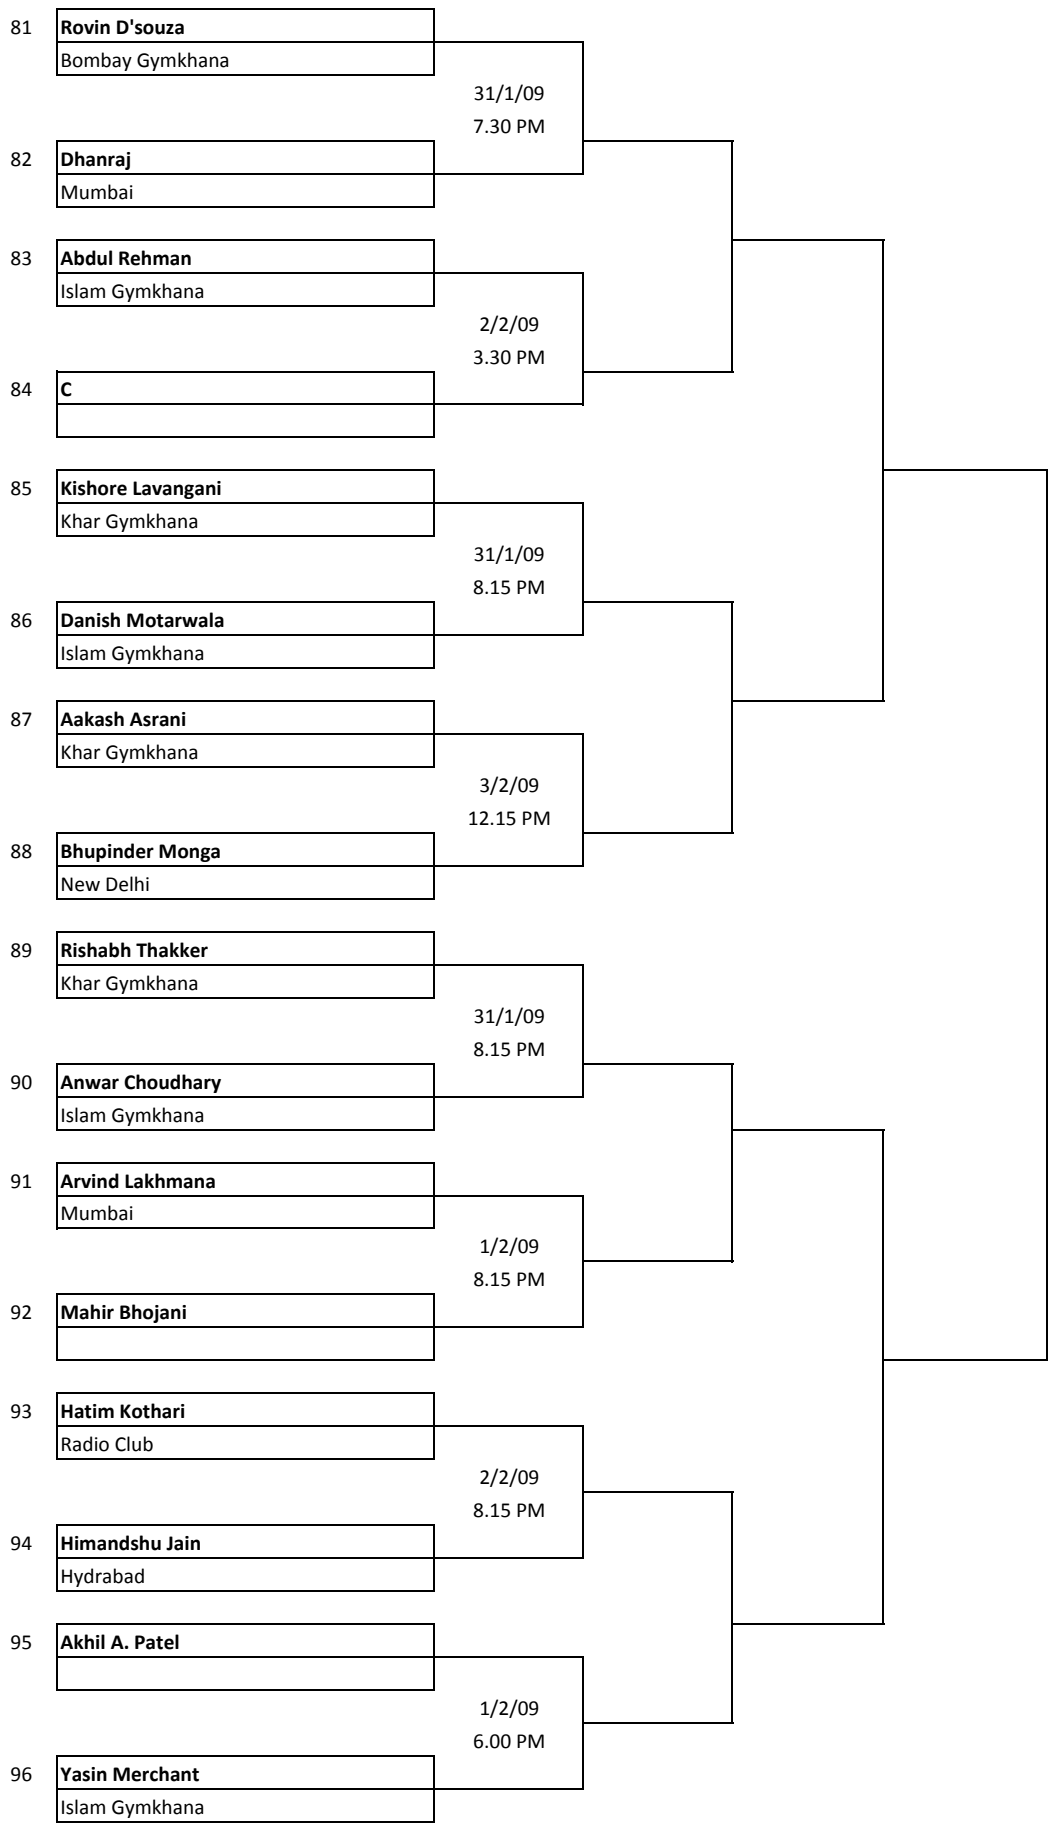 81 Rovin D'souza
Bombay Gymkhana
31/1/09
7.30 PM
82 Dhanraj
Mumbai
83 Abdul Rehman
Islam Gymkhana
2/2/09
3.30 PM
84 C
85 Kishore Lavangani
Khar Gymkhana
31/1/09
8.15 PM
86 Danish Motarwala
Islam Gymkhana
87 Aakash Asrani
Khar Gymkhana
3/2/09
12.15 PM
88 Bhupinder Monga
New Delhi
89 Rishabh Thakker
Khar Gymkhana
31/1/09
8.15 PM
90 Anwar Choudhary
Islam Gymkhana
91 Arvind Lakhmana
Mumbai
1/2/09
8.15 PM
92 Mahir Bhojani
93 Hatim Kothari
Radio Club
2/2/09
8.15 PM
94 Himandshu Jain
Hydrabad
95 Akhil A. Patel
1/2/09
6.00 PM
96 Yasin Merchant
Islam Gymkhana